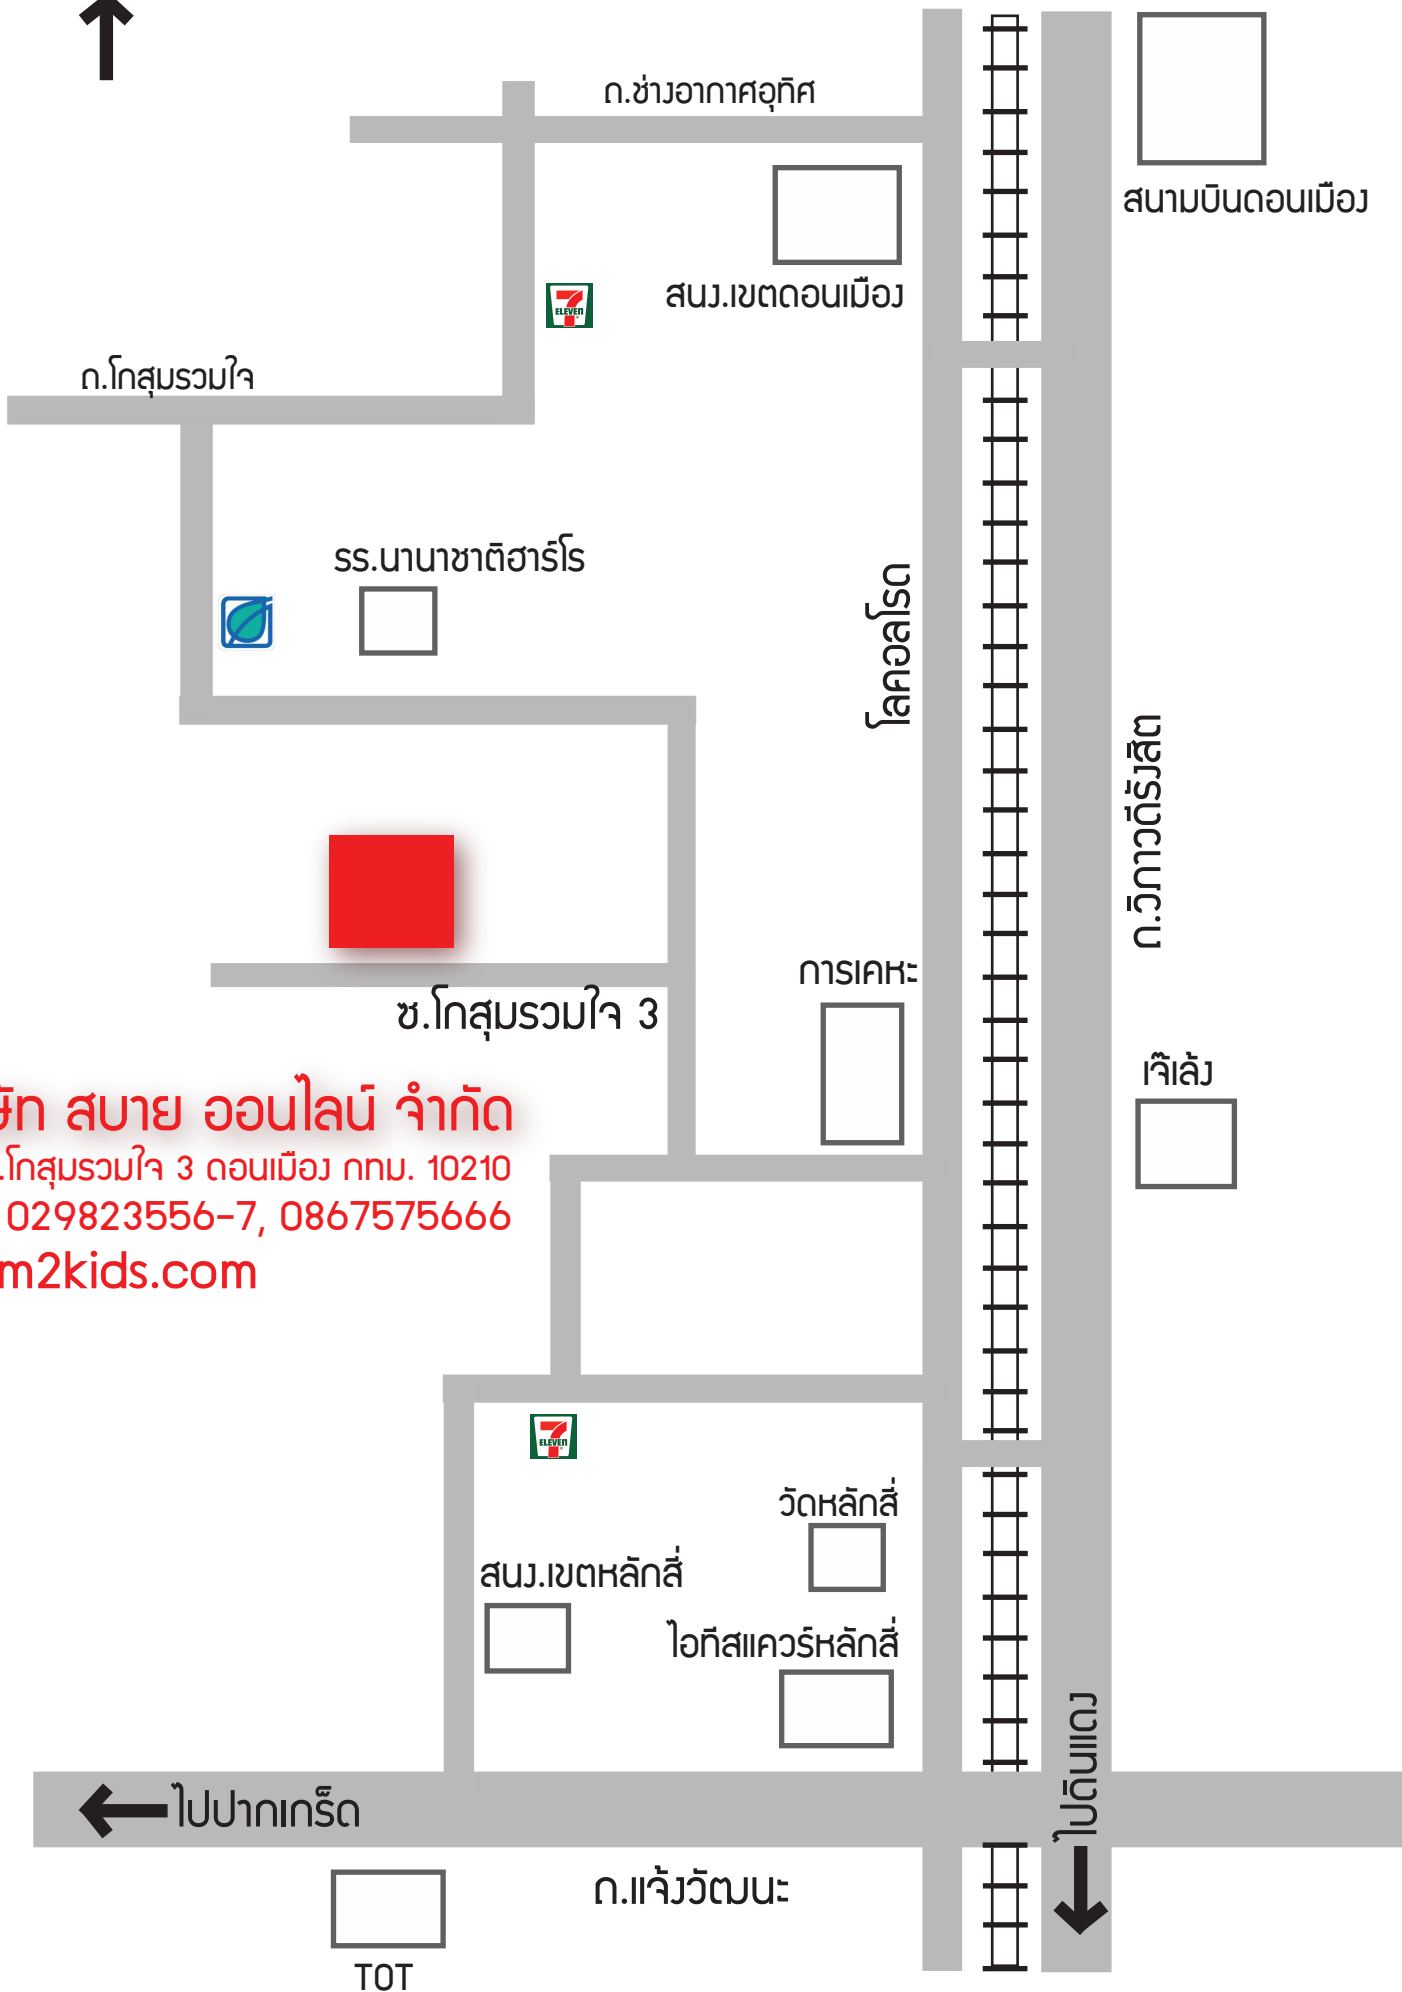 ถ.ช่างอากาศอุทิศ
สนามบินดอนเมือง
สนง.เขตดอนเมือง
7
ELEVEN
ถ.โกสุมรวมใจ
รร.นานาชาติฮาร์โร
โลคอลโรด
ถ.วิภาวดีรังสิต
การเคหะ
ซ.โกสุมรวมใจ 3
เจ๊เล้ง
สบาย ออนไลน์ จำกัด
โกสุมรวมใจ 3 ดอนเมือง กทม. 10210
029823556-7, 0867575666
m2kids.com
7
ELEVEN
วัดหลักสี่
สนง.เขตหลักสี่
ไอทีสแควร์หลักสี่
ไปดินแดง
ไปปากเกร็ด
ถ.แจ้งวัฒนะ
TOT